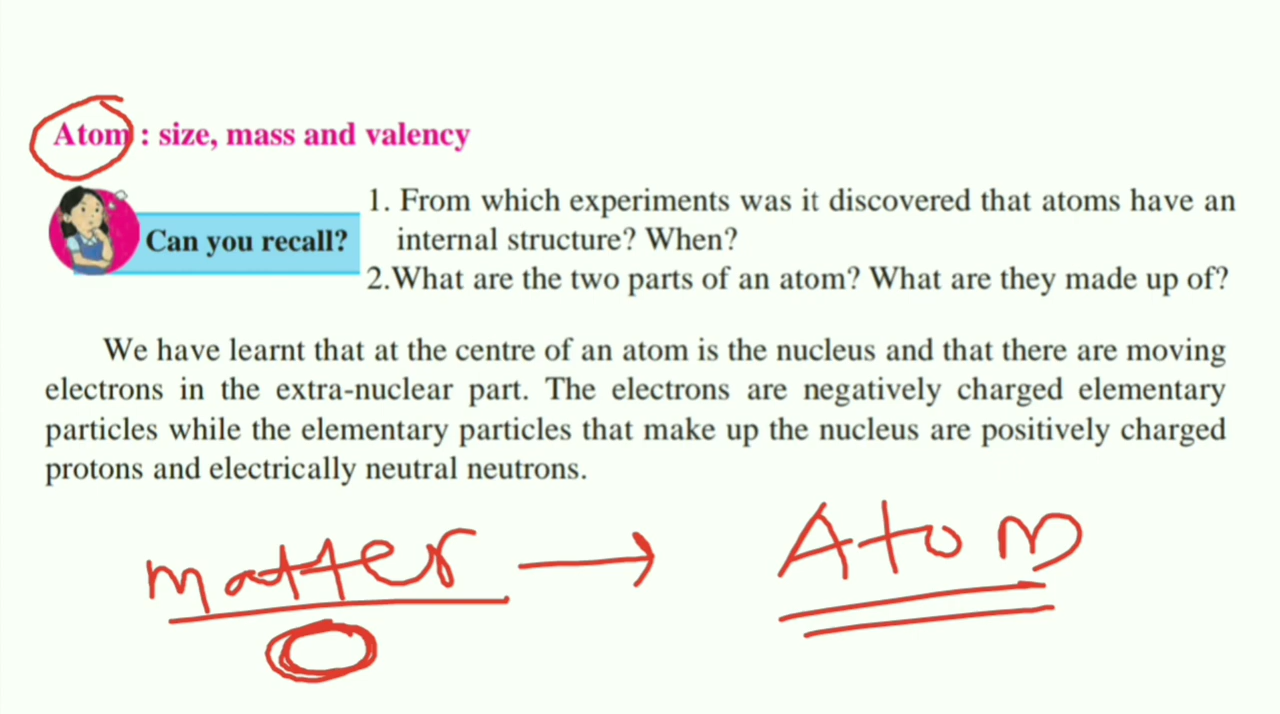 Atom : size, mass and valency
Can you recall?
1. From which experiments was it discovered that atoms have an
internal structure? When?
2.What are the two parts of an atom? What are they made up of?
We have learnt that at the centre of an atom is the nucleus and that there are moving
electrons in the extra-nuclear part. The electrons are negatively charged elementary
particles while the elementary particles that make up the nucleus are positively charged
protons and electrically neutral neutrons.
matter → Atom